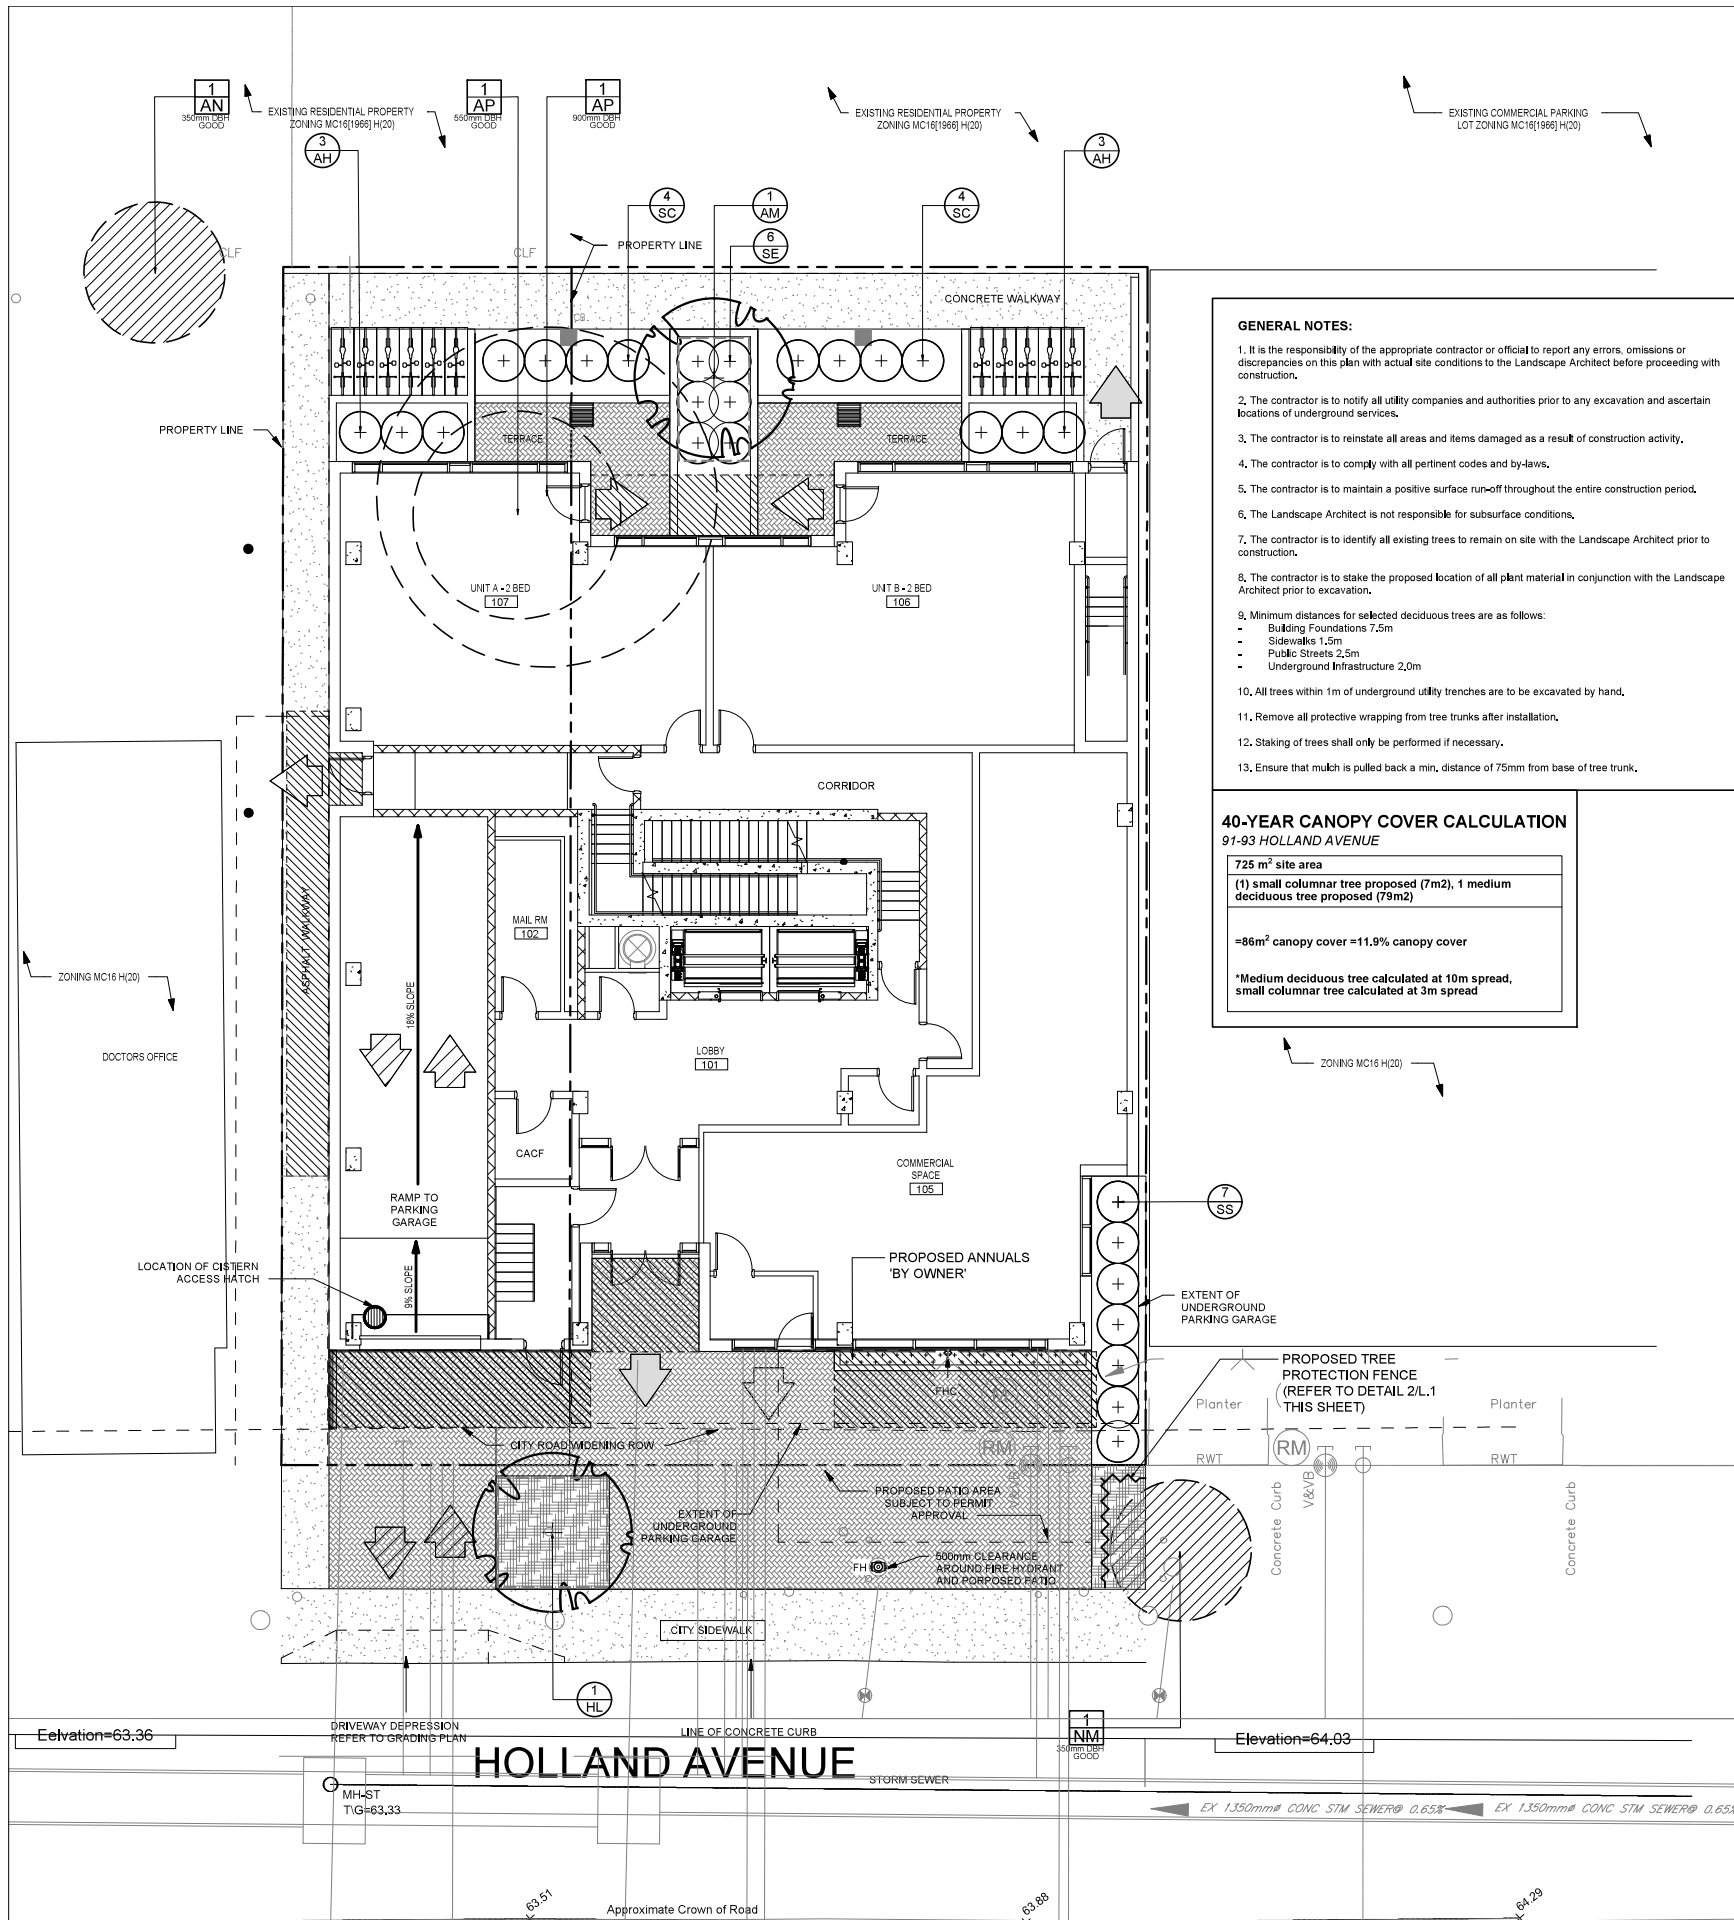 1
AN
350mm DBH
GOOD
EXISTING RESIDENTIAL PROPERTY
ZONING MC16[1966] H(20)
1
AP
550mm DBH
GOOD
1
AP
900mm DBH
GOOD
EXISTING RESIDENTIAL PROPERTY
ZONING MC16[1966] H(20)
EXISTING COMMERCIAL PARKING
LOT ZONING MC16[1966] H(20)
3
AH
3
AH
4
SC
1
AM
4
SC
6
SE
PROPERTY LINE
CLF
CLF
CONCRETE WALKWAY
CB
PROPERTY LINE
TERRACE
TERRACE
UNIT A - 2 BED
107
UNIT B - 2 BED
106
GENERAL NOTES:
1. It is the responsibility of the appropriate contractor or official to report any errors, omissions or
discrepancies on this plan with actual site conditions to the Landscape Architect before proceeding with
construction.
2. The contractor is to notify all utility companies and authorities prior to any excavation and ascertain
locations of underground services.
3. The contractor is to reinstate all areas and items damaged as a result of construction activity.
4. The contractor is to comply with all pertinent codes and by-laws.
5. The contractor is to maintain a positive surface run-off throughout the entire construction period.
6. The Landscape Architect is not responsible for subsurface conditions.
7. The contractor is to identify all existing trees to remain on site with the Landscape Architect prior to
construction.
8. The contractor is to stake the proposed location of all plant material in conjunction with the Landscape
Architect prior to excavation.
9. Minimum distances for selected deciduous trees are as follows:
- Building Foundations 7.5m
- Sidewalks 1.5m
- Public Streets 2.5m
- Underground Infrastructure 2.0m
10. All trees within 1m of underground utility trenches are to be excavated by hand.
11. Remove all protective wrapping from tree trunks after installation.
12. Staking of trees shall only be performed if necessary.
13. Ensure that mulch is pulled back a min. distance of 75mm from base of tree trunk.
40-YEAR CANOPY COVER CALCULATION
91-93 HOLLAND AVENUE
725 m² site area
(1) small columnar tree proposed (7m2), 1 medium
deciduous tree proposed (79m2)
=86m² canopy cover =11.9% canopy cover
*Medium deciduous tree calculated at 10m spread,
small columnar tree calculated at 3m spread
CORRIDOR
ASPHALT WALKWAY
MAIL RM
102
ZONING MC16 H(20)
18% SLOPE
DOCTORS OFFICE
LOBBY
101
ZONING MC16 H(20)
CACF
COMMERCIAL
SPACE
105
RAMP TO
PARKING
GARAGE
7
SS
LOCATION OF CISTERN
ACCESS HATCH
9% SLOPE
PROPOSED ANNUALS
'BY OWNER'
EXTENT OF
UNDERGROUND
PARKING GARAGE
FHC
PROPOSED TREE
PROTECTION FENCE
(REFER TO DETAIL 2/L.1
THIS SHEET)
Planter
Planter
CITY ROAD WIDENING ROW
RM
RM
RWT
RWT
V&VB
V&VB
Concrete Curb
Concrete Curb
PROPOSED PATIO AREA
SUBJECT TO PERMIT
APPROVAL
EXTENT OF
UNDERGROUND
PARKING GARAGE
FH
500mm CLEARANCE
AROUND FIRE HYDRANT
AND PORPOSED PATIO
CITY SIDEWALK
1
HL
1
NM
350mm DBH
GOOD
Eelvation=63.36
DRIVEWAY DEPRESSION
REFER TO GRADING PLAN
LINE OF CONCRETE CURB
Elevation=64.03
HOLLAND AVENUE
STORM SEWER
MH-ST
T\G=63.33
EX 1350mmø CONC STM SEWER@ 0.65%
EX 1350mmø CONC STM SEWER@ 0.65%
63.51
Approximate Crown of Road
63.88
64.29